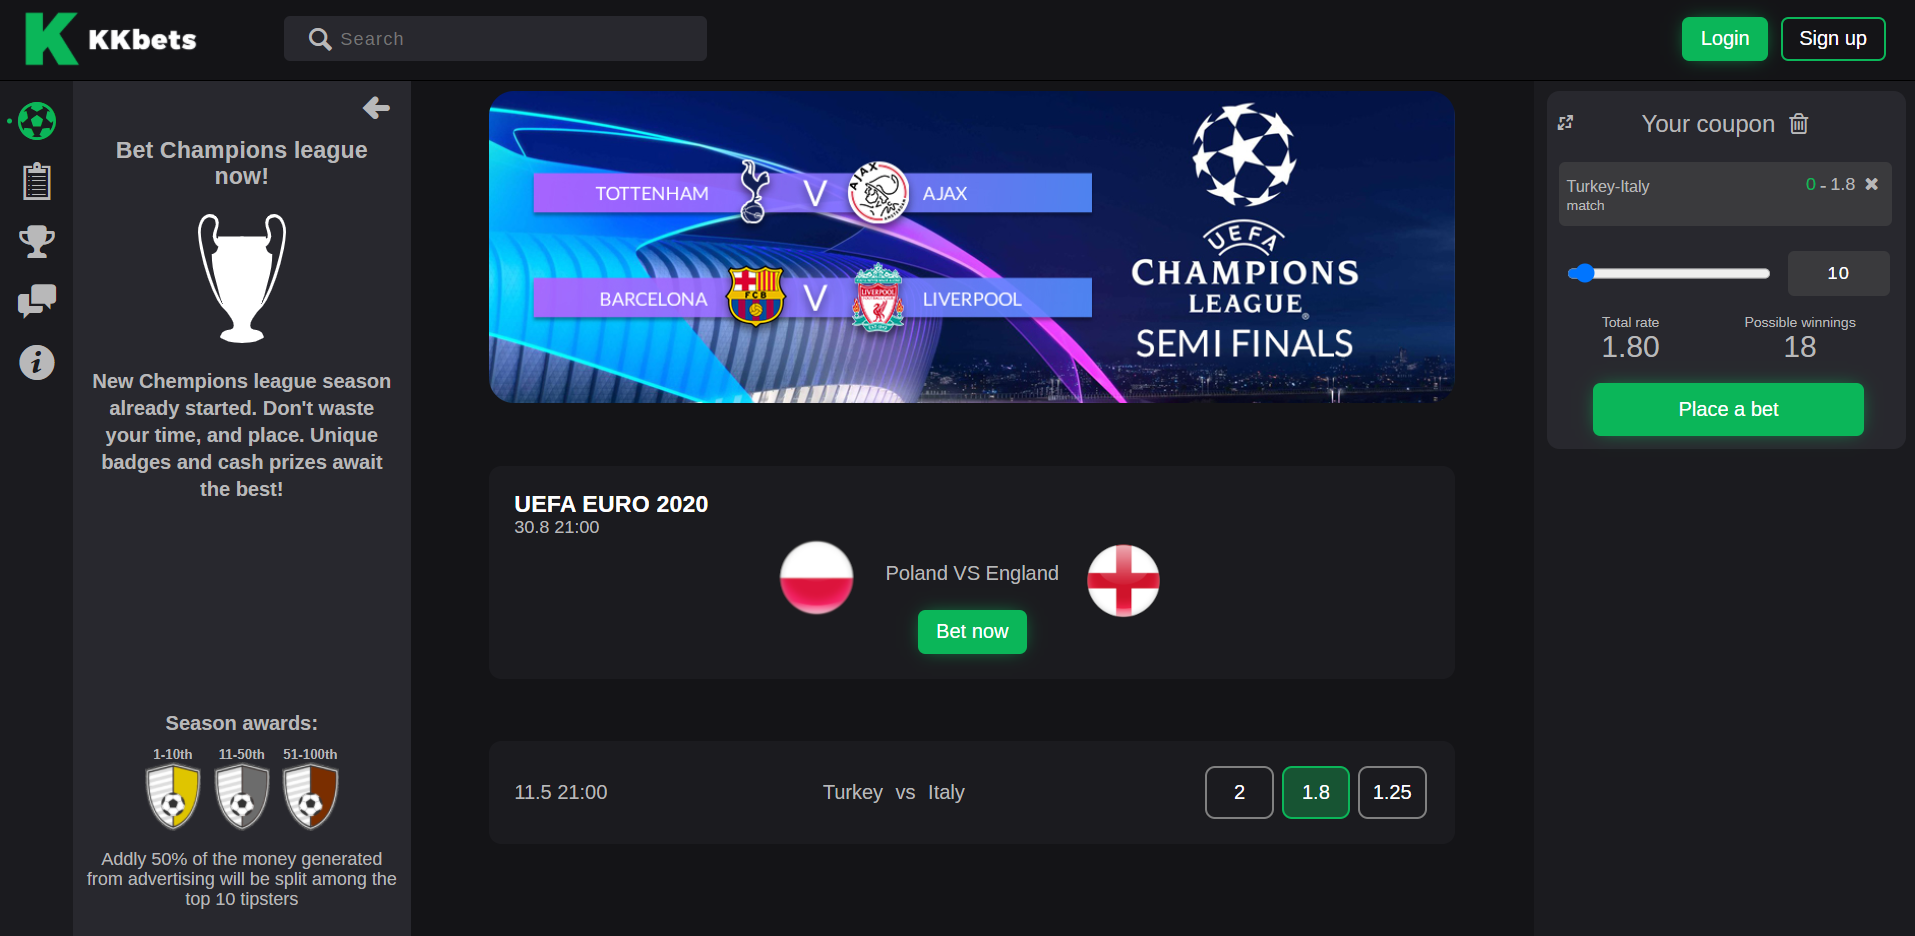 K KKbets
Search
Login
Sign up
Bet Champions league
now!
New Chempions league season
already started. Don't waste
your time, and place. Unique
badges and cash prizes await
the best!
Season awards:
1-10th 11-50th 51-100th
Addly 50% of the money generated
from advertising will be split among the
top 10 tipsters
TOTTENHAM V AJAX AJAX
BARCELONA FCB V LIVERPOOL LIVERPOOL
UEFA
CHAMPIONS
LEAGUE®
SEMI FINALS
UEFA EURO 2020
30.8 21:00
Poland VS England
Bet now
11.5 21:00 Turkey vs Italy 2 1.8 1.25
Your coupon
Turkey-Italy 0 - 1.8
match
10
Total rate Possible winnings
1.80 18
Place a bet